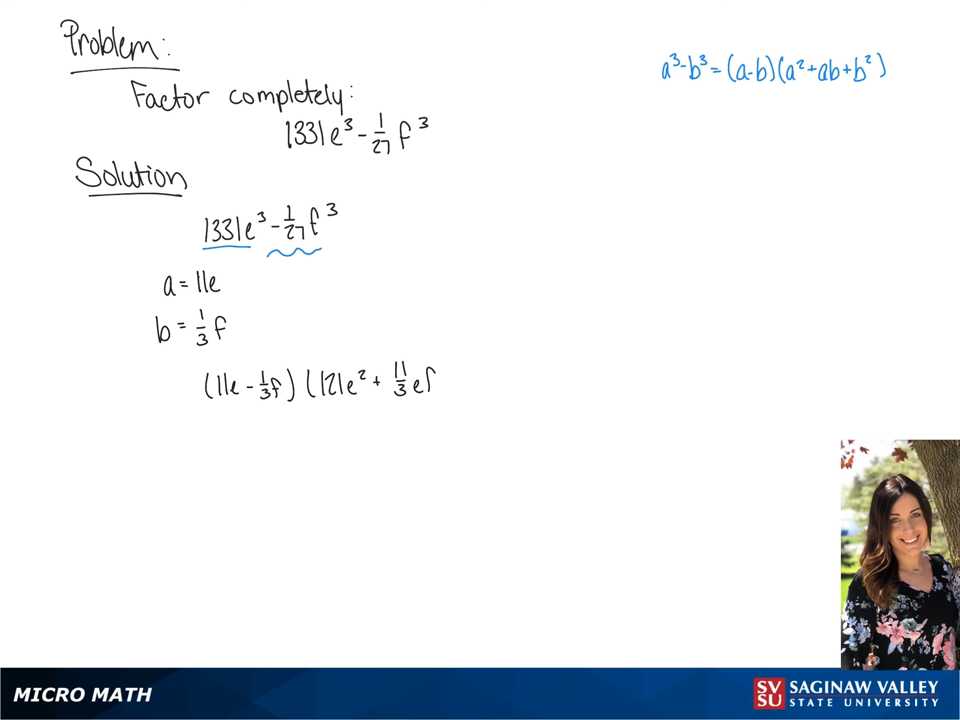 Problem:
a³-b³=(a-b)(a²+ab+b²)
Factor completely:
1331e³ - 1/27 f³
Solution
1331e³ - 1/27 f³
a = 11e
b = 1/3 f
(11e - 1/3 f) (121e² + 11/3 ef
MICRO MATH
SV SU SAGINAW VALLEY
STATE UNIVERSITY